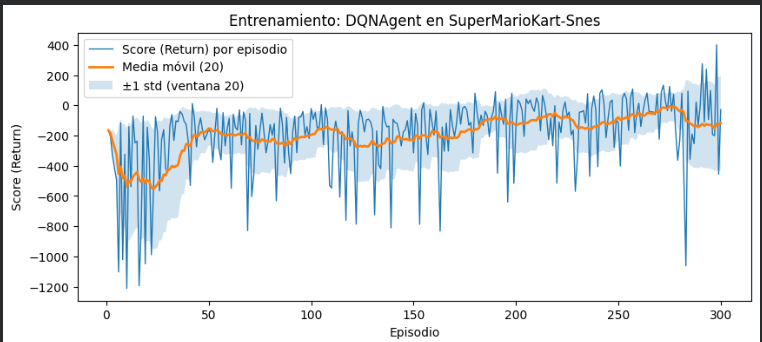 Entrenamiento: DQNAgent en SuperMarioKart-Snes
Score (Return) por episodio
Media móvil (20)
±1 std (ventana 20)
Score (Return)
400
200
0
−200
−400
−600
−800
−1000
−1200
0 50 100 150 200 250 300
Episodio